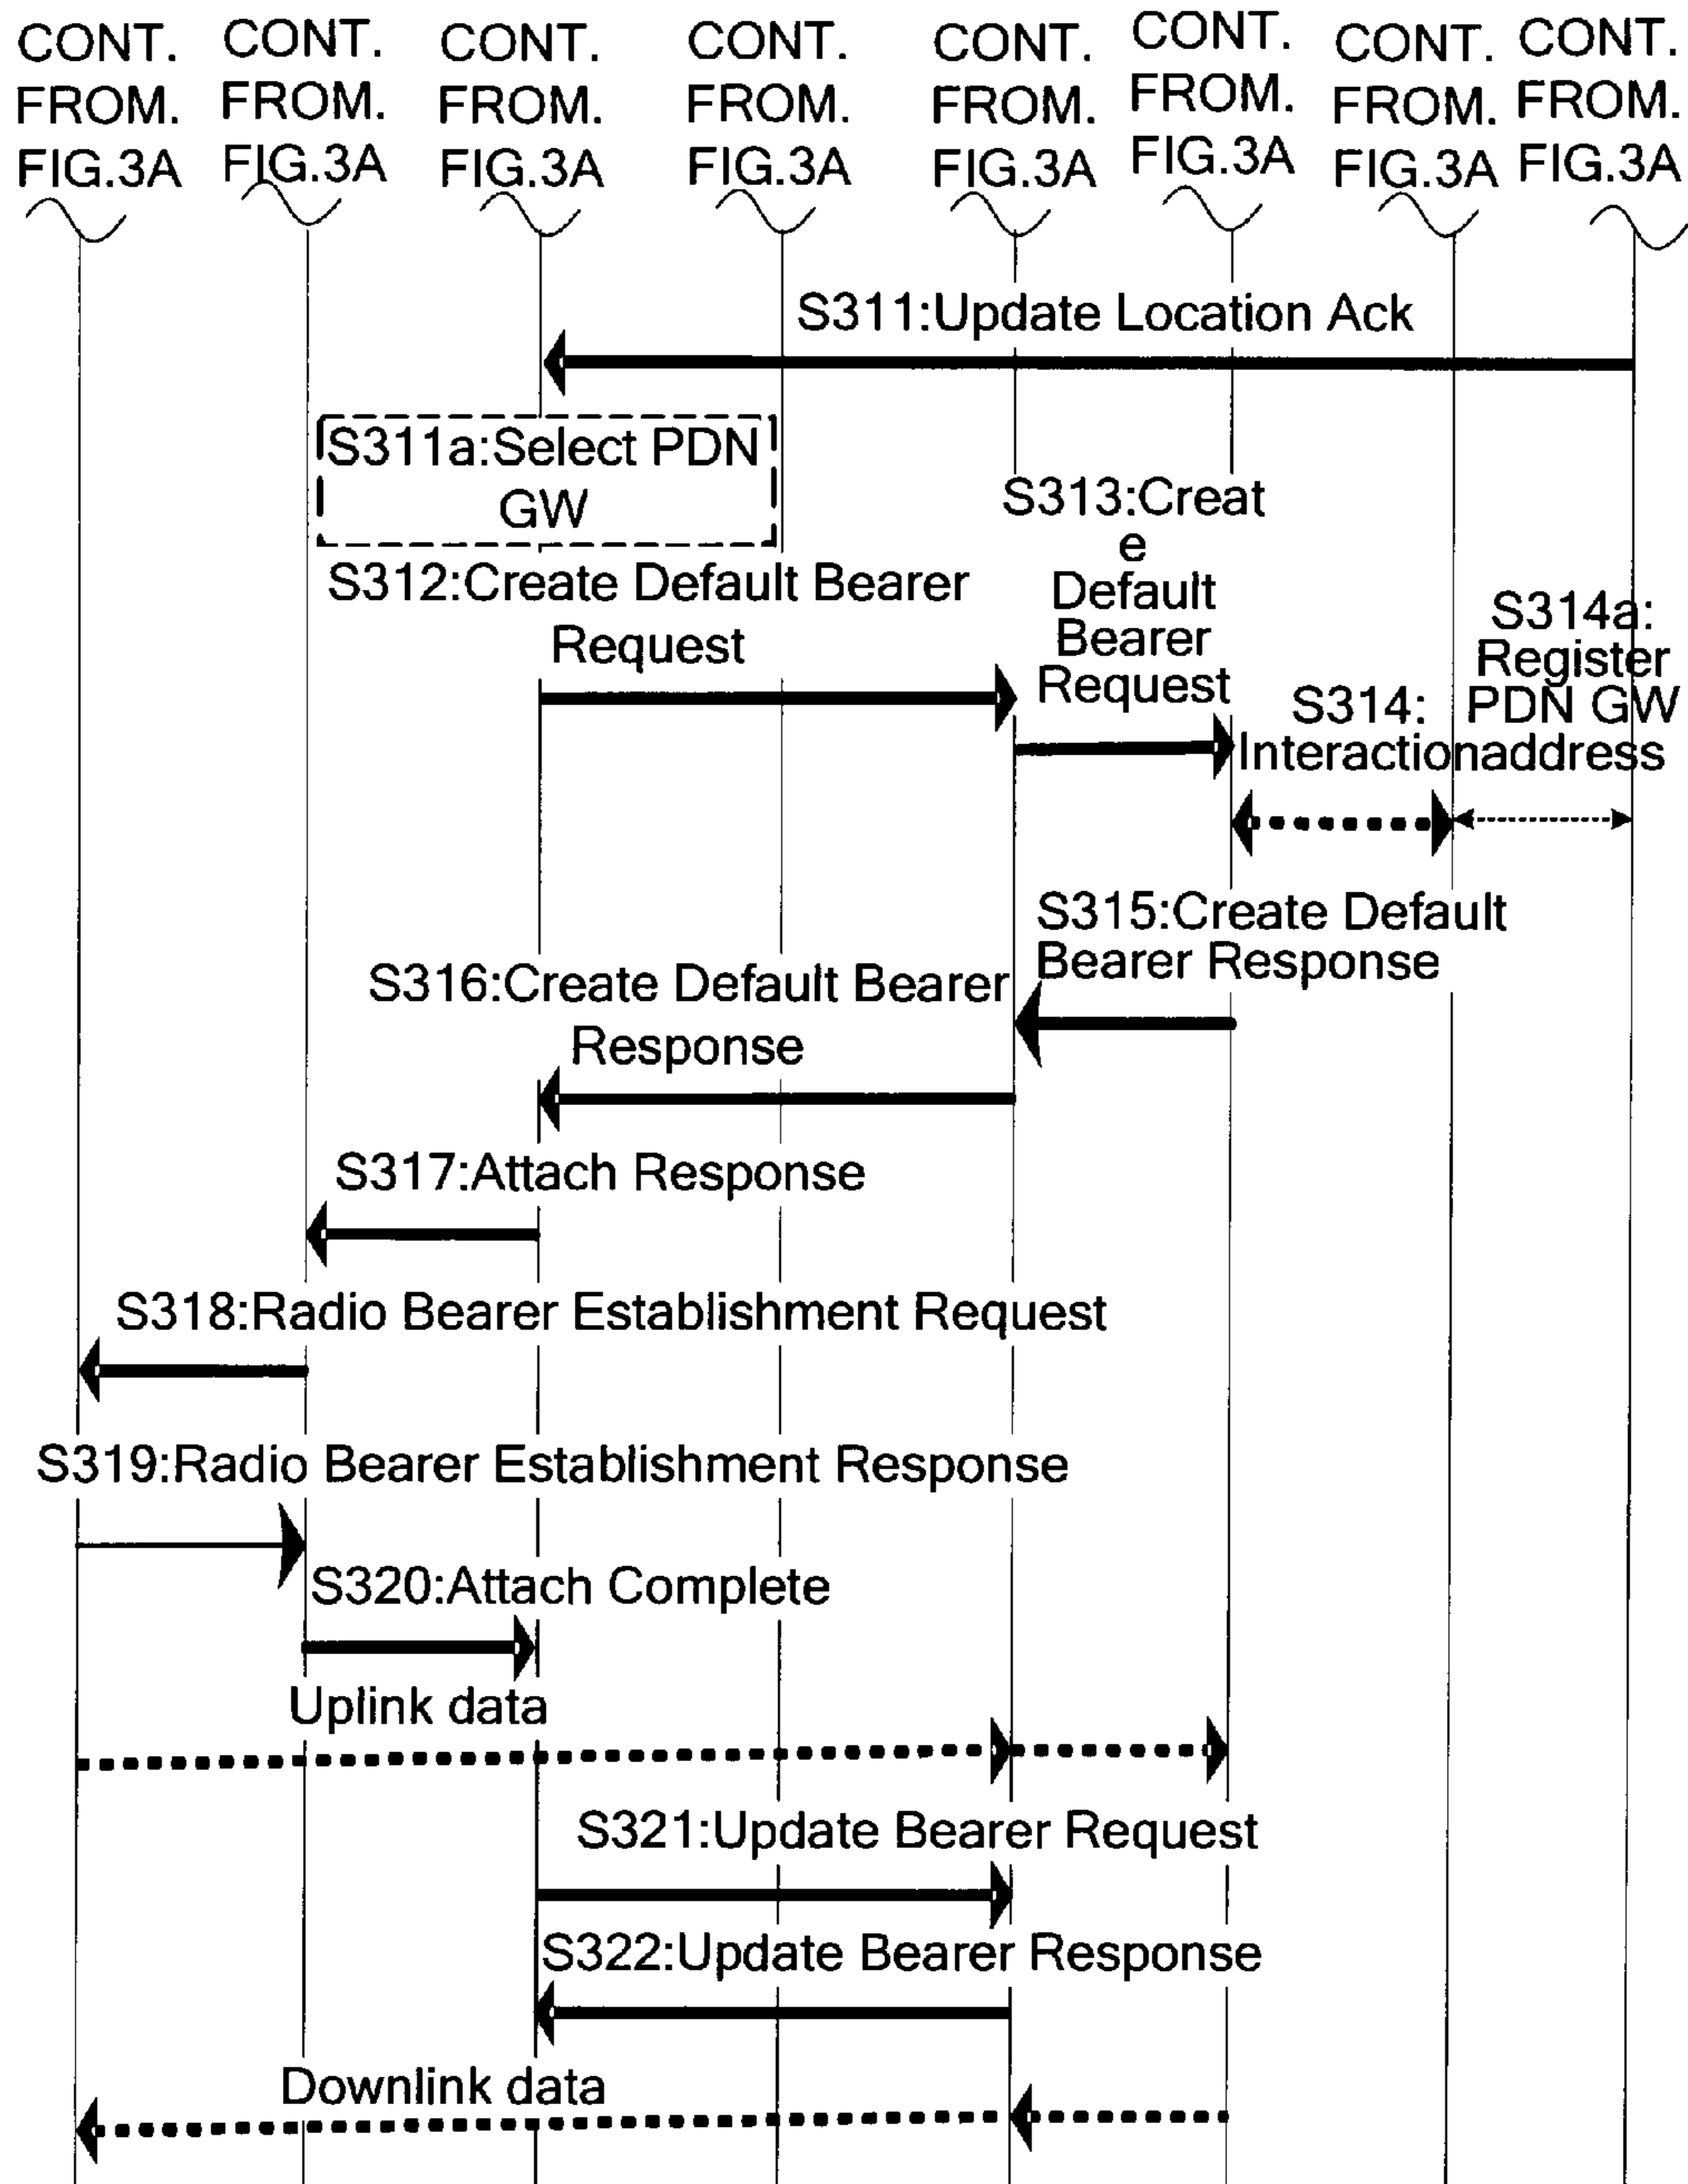 CONT. CONT. CONT. CONT. CONT. CONT. CONT. CONT.
FROM. FROM. FROM. FROM. FROM. FROM. FROM. FROM.
FIG.3A FIG.3A FIG.3A FIG.3A FIG.3A FIG.3A FIG.3A FIG.3A
S311:Update Location Ack
S311a:Select PDN
GW
S312:Create Default Bearer
Request
S313:Creat
e
Default
Bearer
Request
S314:
Interaction
S314a:
Register
PDN GW
address
S315:Create Default
Bearer Response
S316:Create Default Bearer
Response
S317:Attach Response
S318:Radio Bearer Establishment Request
S319:Radio Bearer Establishment Response
S320:Attach Complete
Uplink data
S321:Update Bearer Request
S322:Update Bearer Response
Downlink data